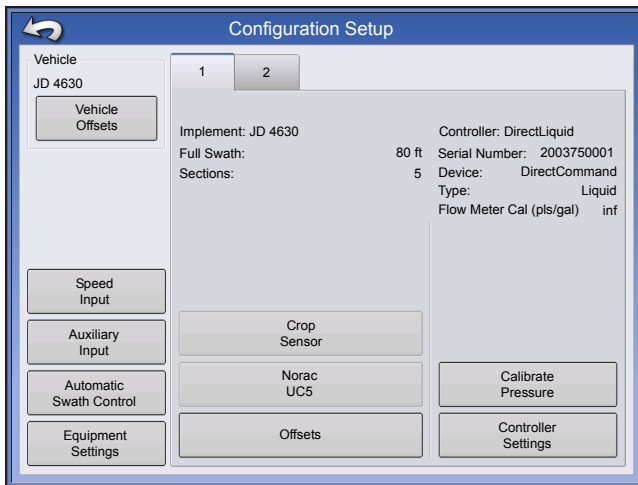 Configuration Setup
Vehicle
JD 4630
Vehicle
Offsets
1
2
Implement: JD 4630
Full Swath: 80 ft
Sections: 5
Controller: DirectLiquid
Serial Number: 2003750001
Device: DirectCommand
Type: Liquid
Flow Meter Cal (pls/gal) inf
Speed
Input
Auxiliary
Input
Automatic
Swath Control
Equipment
Settings
Crop
Sensor
Norac
UC5
Offsets
Calibrate
Pressure
Controller
Settings